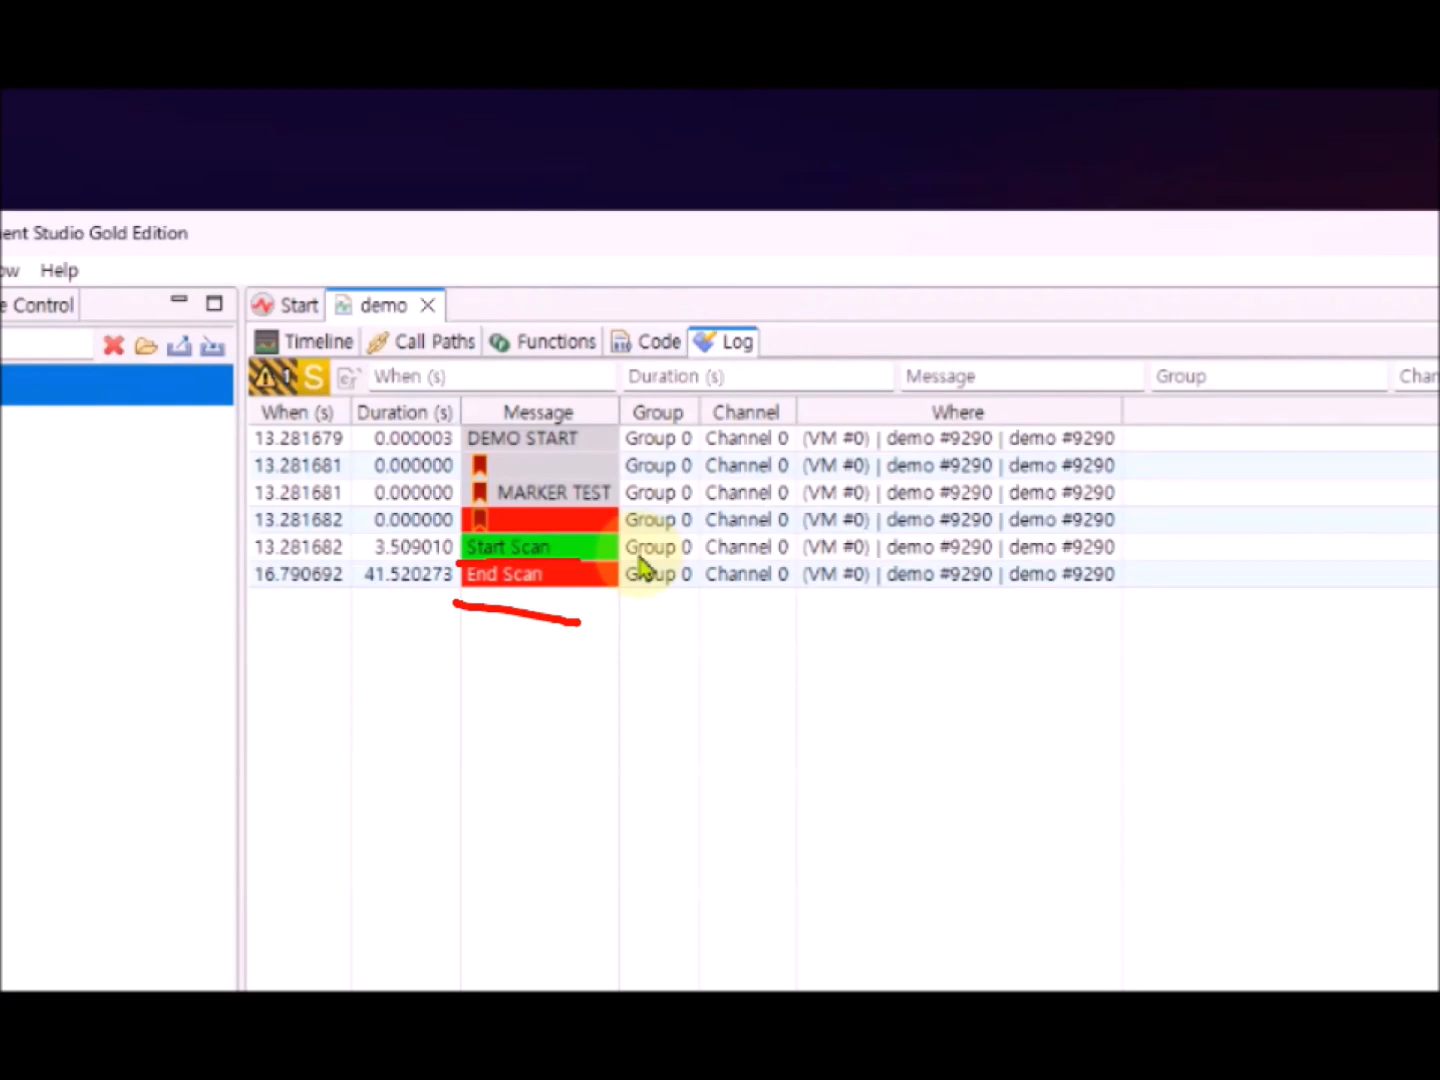 ent Studio Gold Edition
ow Help
e Control
Start demo
Timeline Call Paths Functions Code Log
1 S When (s) Duration (s) Message Group Chan
When (s) Duration (s) Message Group Channel Where
13.281679 0.000003 DEMO START Group 0 Channel 0 (VM #0) | demo #9290 | demo #9290
13.281681 0.000000 Group 0 Channel 0 (VM #0) | demo #9290 | demo #9290
13.281681 0.000000 MARKER TEST Group 0 Channel 0 (VM #0) | demo #9290 | demo #9290
13.281682 0.000000 Group 0 Channel 0 (VM #0) | demo #9290 | demo #9290
13.281682 3.509010 Start Scan Group 0 Channel 0 (VM #0) | demo #9290 | demo #9290
16.790692 41.520273 End Scan Group 0 Channel 0 (VM #0) | demo #9290 | demo #9290